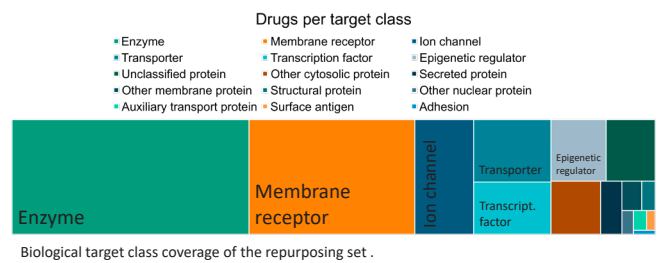 Drugs per target class
Enzyme Membrane receptor Ion channel
Transporter Transcription factor Epigenetic regulator
Unclassified protein Other cytosolic protein Secreted protein
Other membrane protein Structural protein Other nuclear protein
Auxiliary transport protein Surface antigen Adhesion
Enzyme
Membrane
receptor
Ion channel
Transporter
Transcript.
factor
Epigenetic
regulator
Biological target class coverage of the repurposing set .